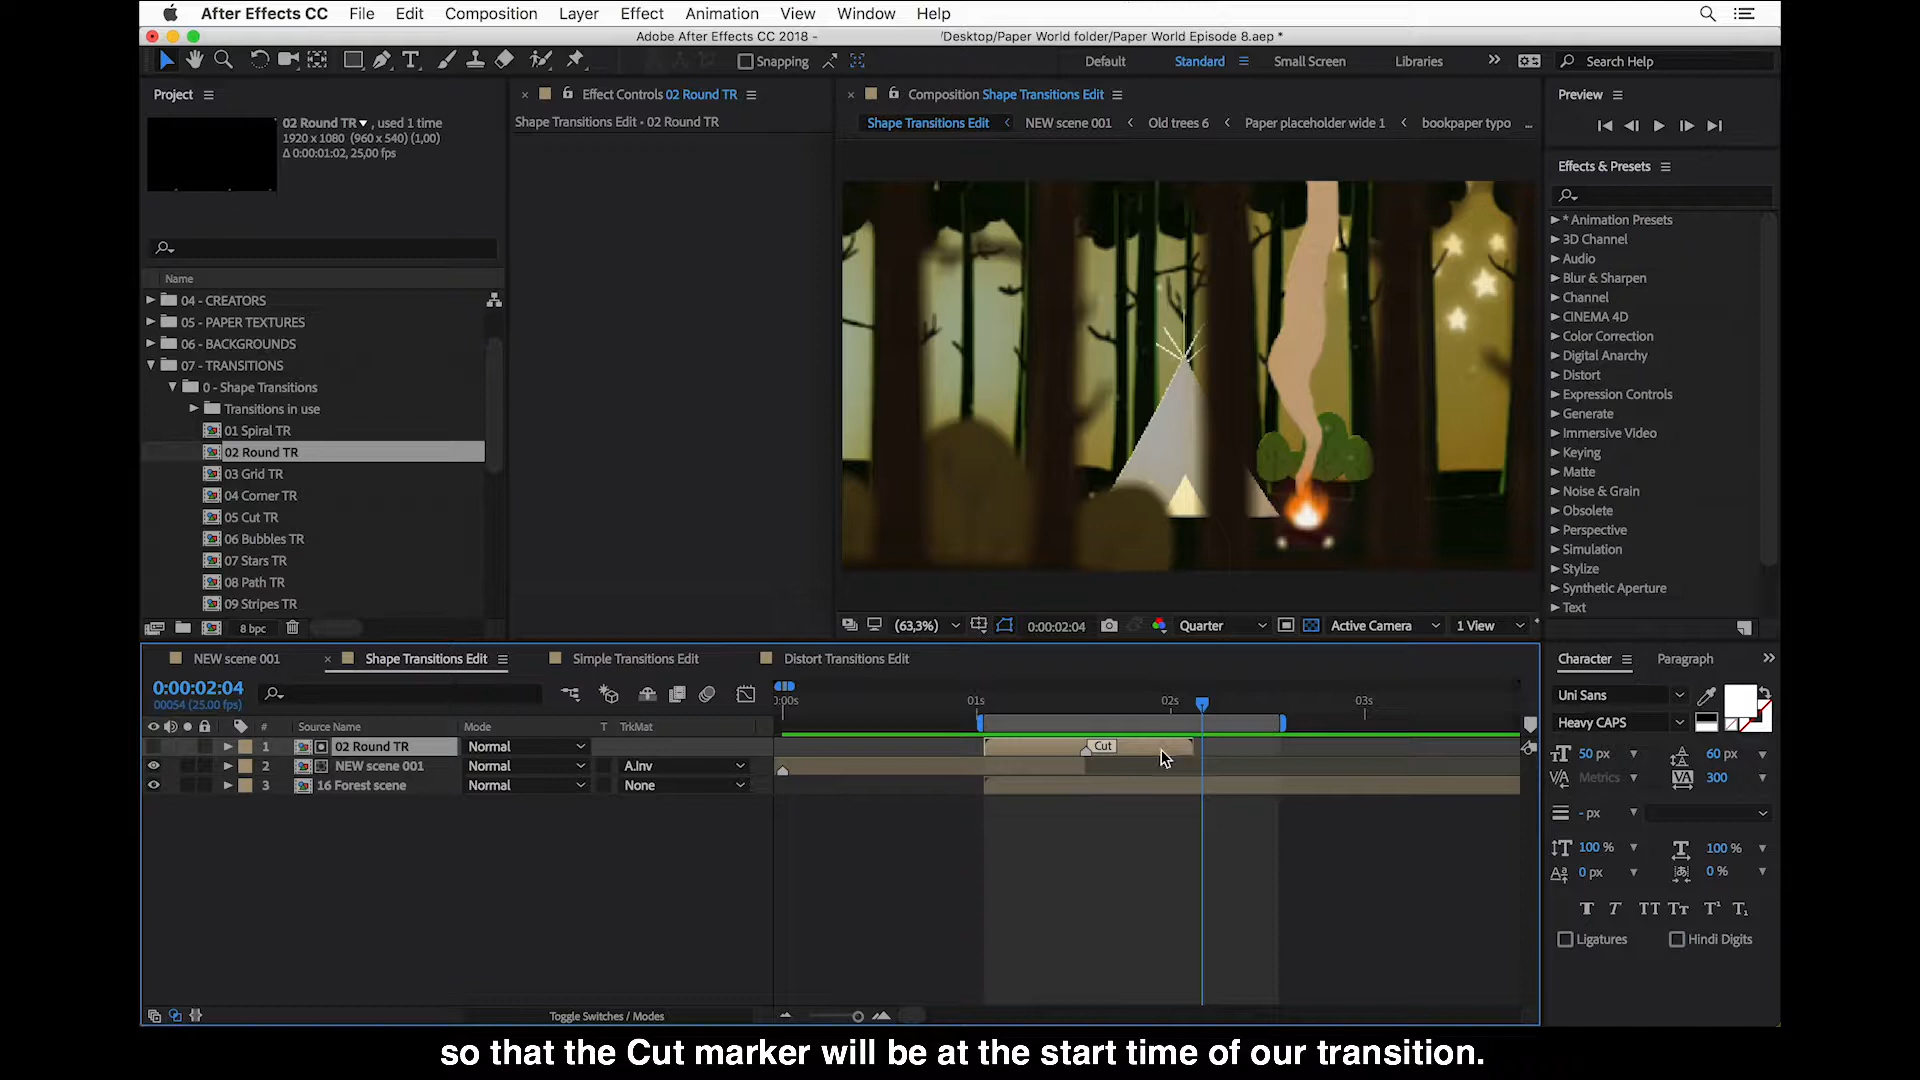 After Effects CC File Edit Composition Layer Effect Animation View Window Help
Adobe After Effects CC 2018 - /Desktop/Paper World folder/Paper World Episode 8.aep *
Snapping Default Standard Small Screen Libraries Search Help
Project
02 Round TR , used 1 time
1920 x 1080 (960 x 540) (1,00)
Δ 0:00:01:02, 25,00 fps
Name
04 - CREATORS
05 - PAPER TEXTURES
06 - BACKGROUNDS
07 - TRANSITIONS
0 - Shape Transitions
Transitions in use
01 Spiral TR
02 Round TR
03 Grid TR
04 Corner TR
05 Cut TR
06 Bubbles TR
07 Stars TR
08 Path TR
09 Stripes TR
8 bpc
Effect Controls 02 Round TR
Shape Transitions Edit • 02 Round TR
Composition Shape Transitions Edit
Shape Transitions Edit NEW scene 001 Old trees 6 Paper placeholder wide 1 bookpaper typo ...
(63,3%) 0:00:02:04 Quarter Active Camera 1 View
Preview
Effects & Presets
* Animation Presets
3D Channel
Audio
Blur & Sharpen
Channel
CINEMA 4D
Color Correction
Digital Anarchy
Distort
Expression Controls
Generate
Immersive Video
Keying
Matte
Noise & Grain
Obsolete
Perspective
Simulation
Stylize
Synthetic Aperture
Text
NEW scene 001 Shape Transitions Edit Simple Transitions Edit Distort Transitions Edit
0:00:02:04
00054 (25.00 fps)
:00s 01s 02s 03s
# Source Name Mode T TrkMat
1 02 Round TR Normal Cut
2 NEW scene 001 Normal A.Inv
3 16 Forest scene Normal None
Toggle Switches / Modes
Character Paragraph
Uni Sans
Heavy CAPS
50 px 60 px
Metrics 300
- px
100 % 100 %
0 px 0 %
T T TT Tr T¹ T₁
Ligatures Hindi Digits
so that the Cut marker will be at the start time of our transition.